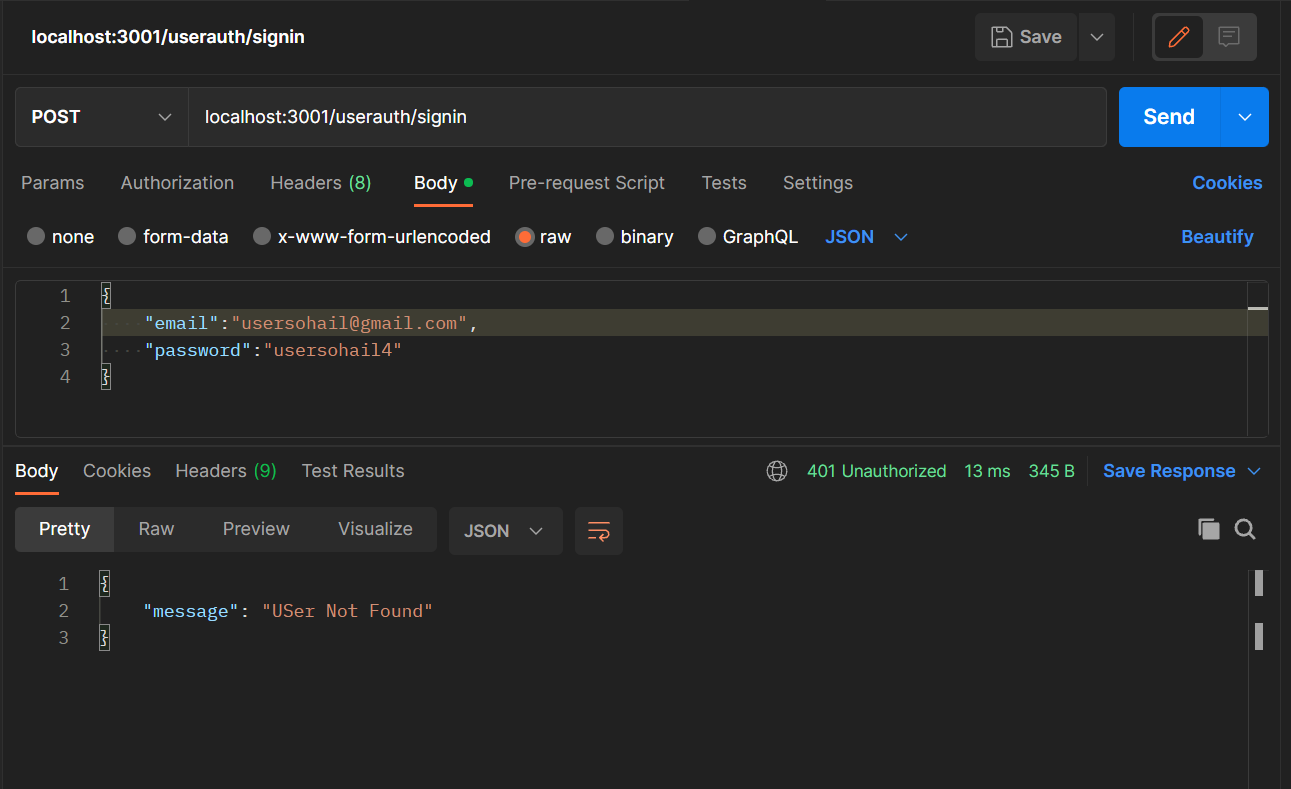 localhost:3001/userauth/signin
Save
POST
localhost:3001/userauth/signin
Send
Params Authorization Headers (8) Body Pre-request Script Tests Settings Cookies
none form-data x-www-form-urlencoded raw binary GraphQL JSON Beautify
1 {
2 "email":"usersohail@gmail.com",
3 "password":"usersohail4"
4 }
Body Cookies Headers (9) Test Results 401 Unauthorized 13 ms 345 B Save Response
Pretty Raw Preview Visualize JSON
1 {
2 "message": "USer Not Found"
3 }